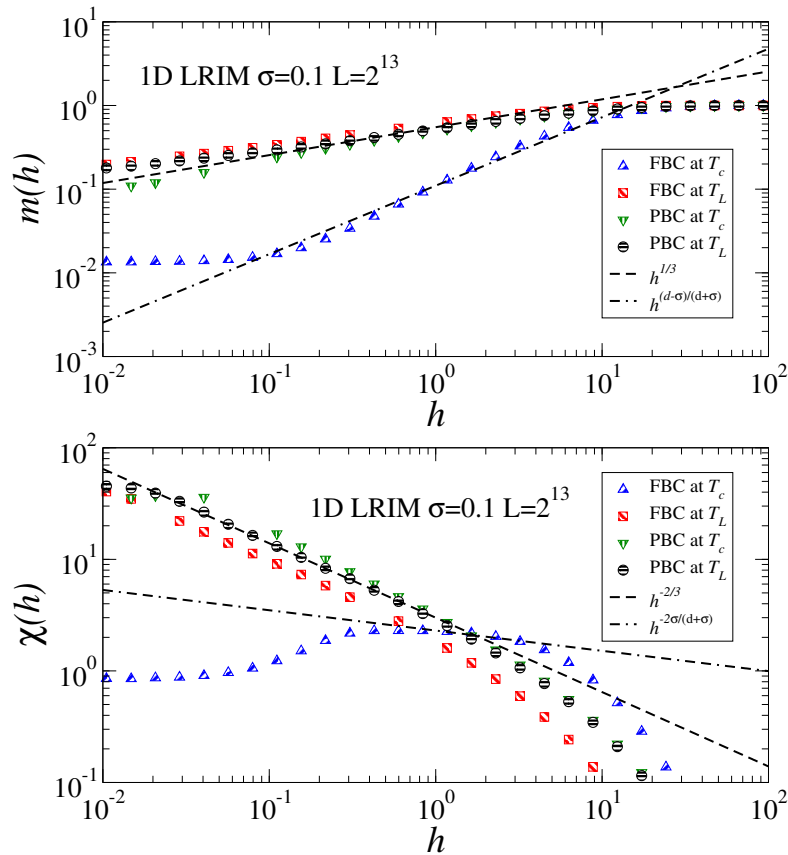 10^1
1D LRIM σ=0.1 L=2^13
10^0
m(h)
10^-1
10^-2
10^-3
FBC at T_c
FBC at T_L
PBC at T_c
PBC at T_L
h^1/3
h^(d-σ)/(d+σ)
10^-2 10^-1 10^0 10^1 10^2
h
10^2
1D LRIM σ=0.1 L=2^13
10^1
χ(h)
10^0
10^-1
FBC at T_c
FBC at T_L
PBC at T_c
PBC at T_L
h^-2/3
h^-2σ/(d+σ)
10^-2 10^-1 10^0 10^1 10^2
h